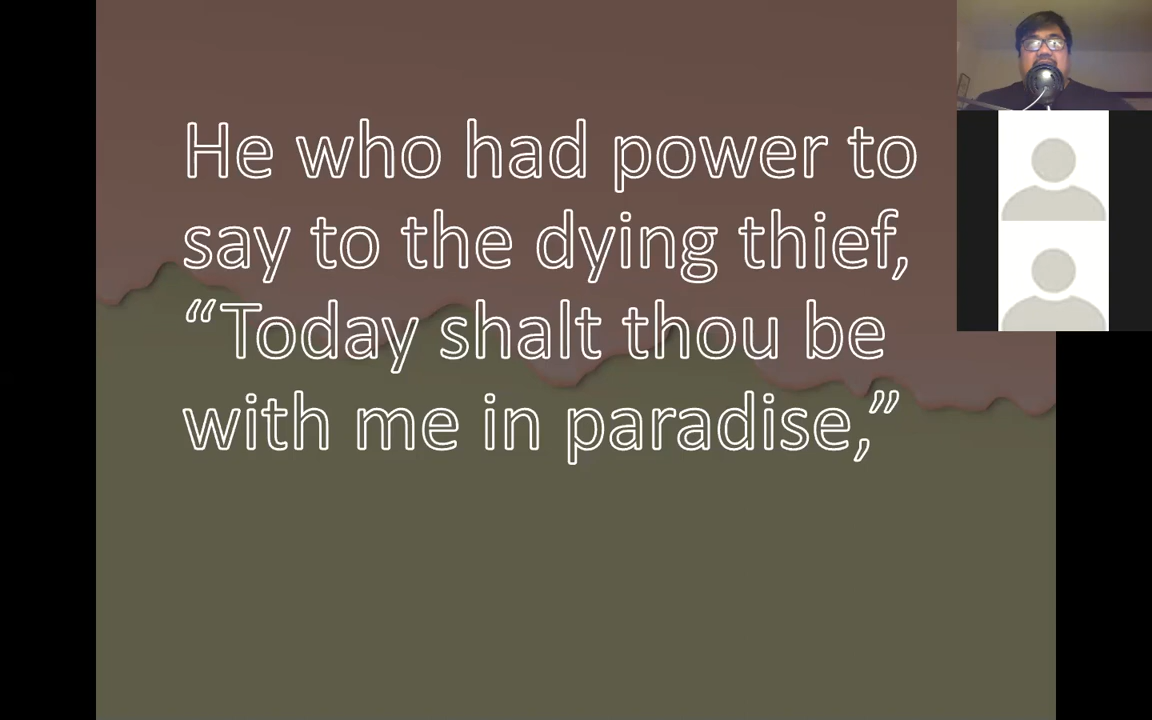 He who had power to
say to the dying thief,
“Today shalt thou be
with me in paradise,”